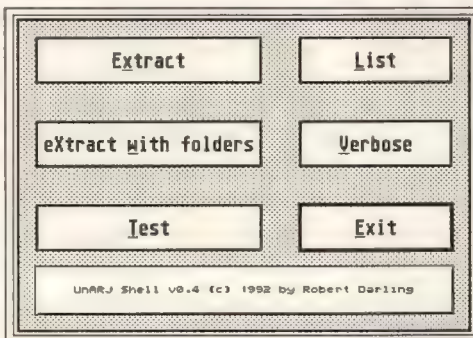 Extract
List
eXtract with folders
Verbose
Test
Exit
UnARJ Shell v0.4 (c) 1992 by Robert Darling